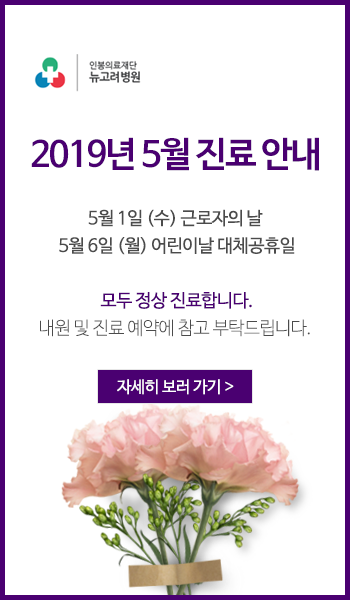 인봉의료재단
뉴고려병원
2019년 5월 진료 안내
5월 1일 (수) 근로자의 날
5월 6일 (월) 어린이날 대체공휴일
모두 정상 진료합니다.
내원 및 진료 예약에 참고 부탁드립니다.
자세히 보러 가기 >